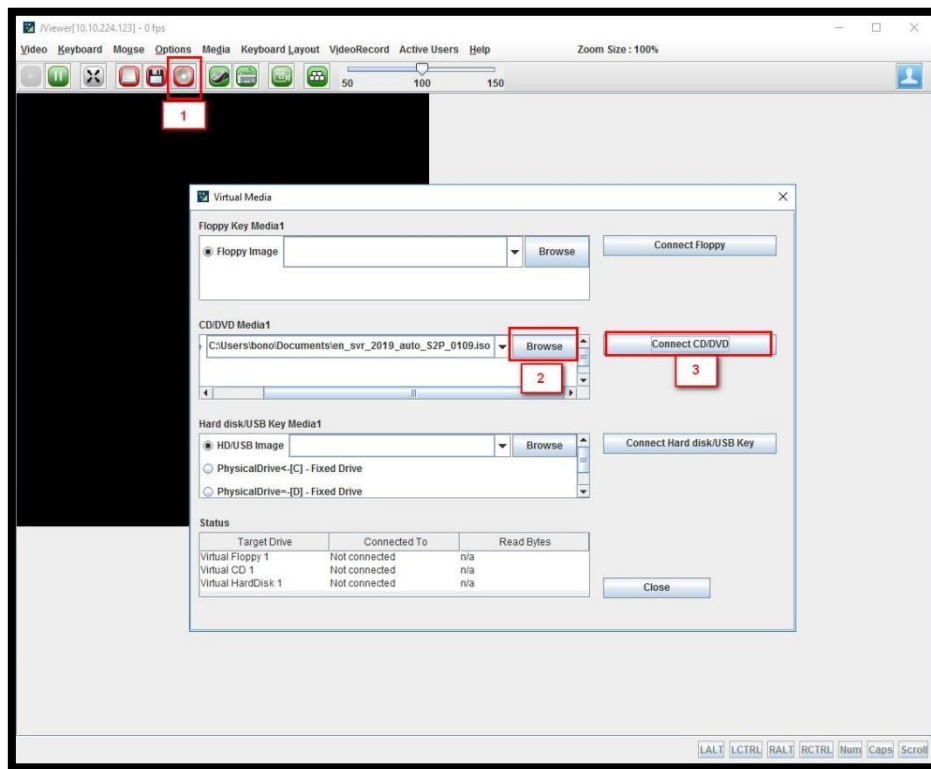 JViewer[10.10.224.123] - 0 fps
Video Keyboard Mouse Options Media Keyboard Layout VideoRecord Active Users Help Zoom Size : 100%
50 100 150
1
Virtual Media
Floppy Key Media1
Floppy Image Browse Connect Floppy
CD/DVD Media1
C:\Users\bono\Documents\en_svr_2019_auto_S2P_0109.iso Browse Connect CD/DVD
2 3
Hard disk/USB Key Media1
HD/USB Image Browse Connect Hard disk/USB Key
PhysicalDrive<-[C] - Fixed Drive
PhysicalDrive=-[D] - Fixed Drive
Status
Target Drive Connected To Read Bytes
Virtual Floppy 1 Not connected n/a
Virtual CD 1 Not connected n/a
Virtual HardDisk 1 Not connected n/a
Close
LALT LCTRL RALT RCTRL Num Caps Scroll